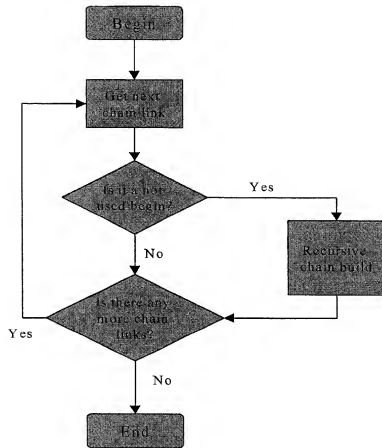 Begin
Get next
chain link
Is it a not
used begin?
Yes
No
Recursive
chain build
Is there any
more chain
links?
Yes
No
End